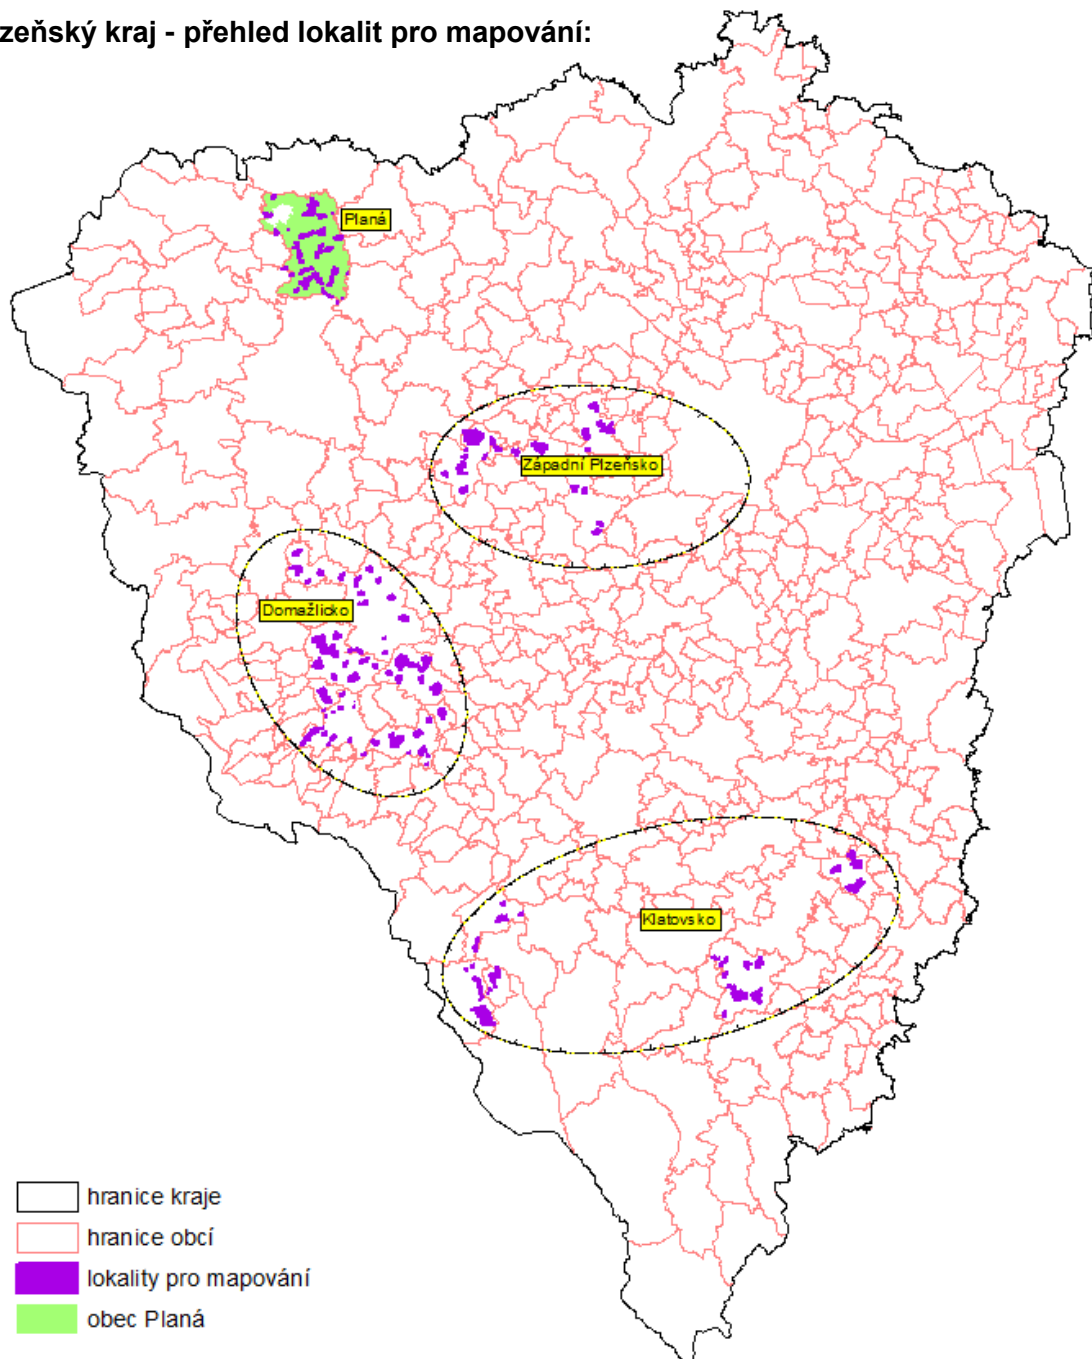 zeňský kraj - přehled lokalit pro mapování:
Planá
Západní Plzeňsko
Domažlicko
Klatovsko
hranice kraje
hranice obcí
lokality pro mapování
obec Planá